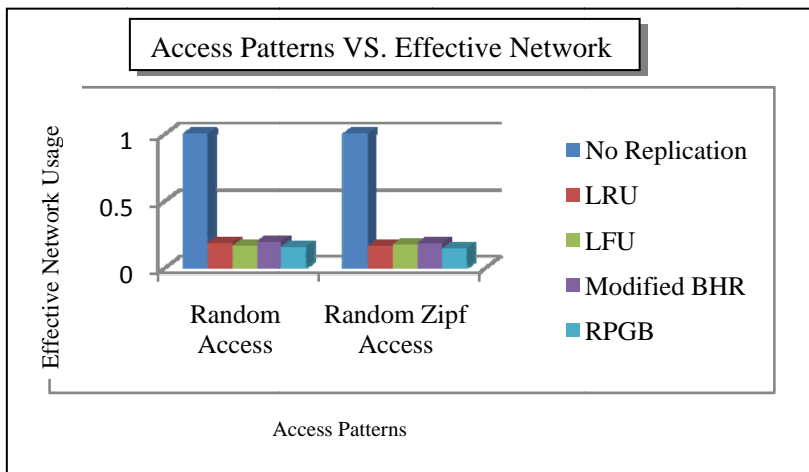 Access Patterns VS. Effective Network
Effective Network Usage
1
0.5
0
Random
Access
Random Zipf
Access
No Replication
LRU
LFU
Modified BHR
RPGB
Access Patterns